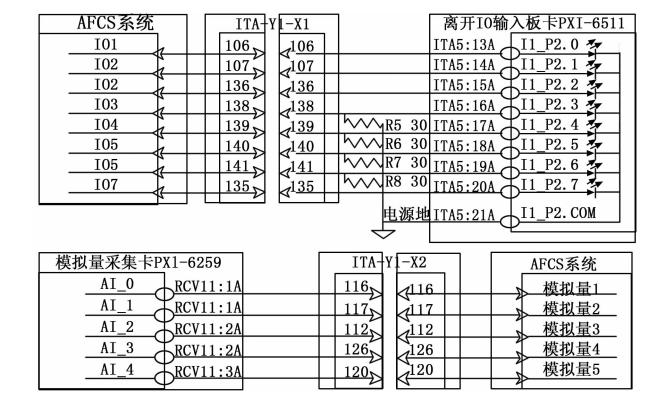 AFCS系统 ITA-Y1-X1 离开IO输入板卡PXI-6511
IO1 106 106 ITA5:13A I1_P2.0
IO2 107 107 ITA5:14A I1_P2.1
IO2 136 136 ITA5:15A I1_P2.2
IO3 138 138 ITA5:16A I1_P2.3
IO4 139 139 R5 30 ITA5:17A I1_P2.4
IO5 140 140 R6 30 ITA5:18A I1_P2.5
IO5 141 141 R7 30 ITA5:19A I1_P2.6
IO7 135 135 R8 30 ITA5:20A I1_P2.7
电源地 ITA5:21A I1_P2.COM
模拟量采集卡PX1-6259 ITA-Y1-X2 AFCS系统
AI_0 RCV11:1A 116 116 模拟量1
AI_1 RCV11:1A 117 117 模拟量2
AI_2 RCV11:2A 112 112 模拟量3
AI_3 RCV11:2A 126 126 模拟量4
AI_4 RCV11:3A 120 120 模拟量5